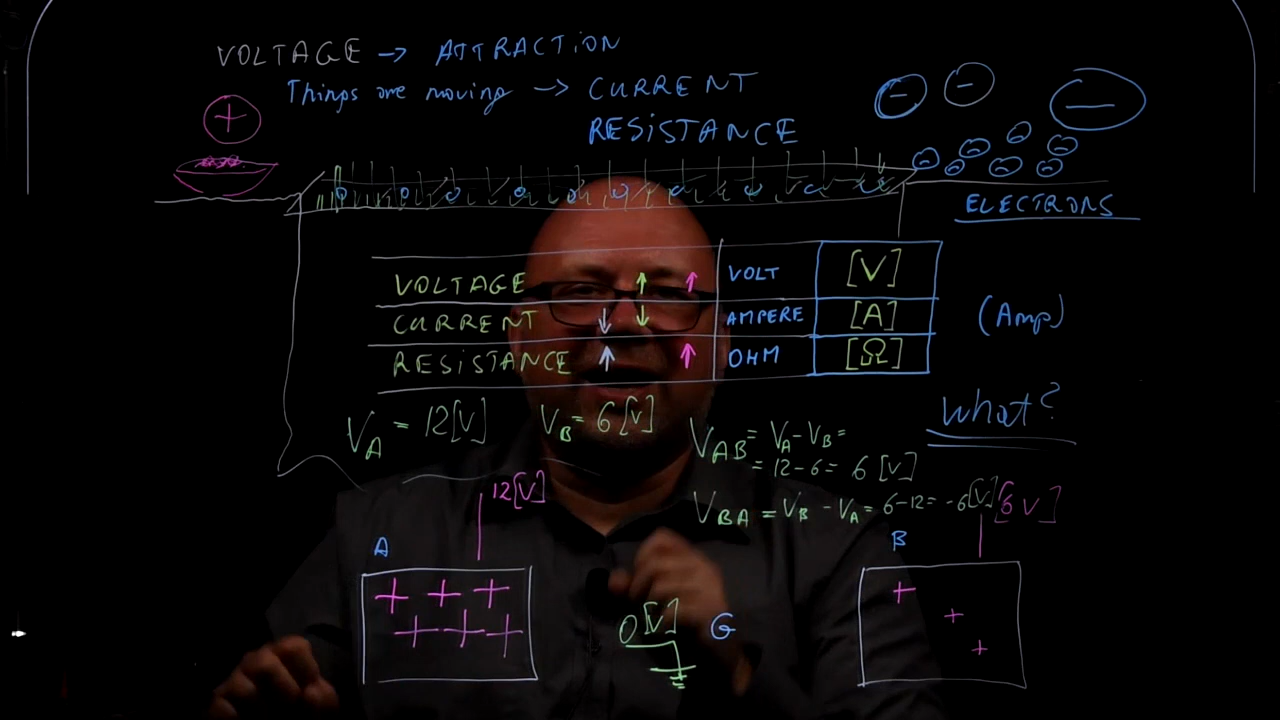 VOLTAGE → ATTRACTION
Things are moving → CURRENT
RESISTANCE
+
- - -
- - - - - - -
ELECTRONS
VOLTAGE ↑ ↑ VOLT [V]
CURRENT ↓ ↓ AMPERE [A] (Amp)
RESISTANCE ↑ ↑ OHM [Ω]
What?
V_A = 12[V] V_B = 6[V]
V_AB = V_A - V_B =
= 12 - 6 = 6 [V]
V_BA = V_B - V_A = 6-12 = -6[V]
12[V]
[6 V]
A
B
+ + +
+ + +
0[V] G
+
+
+